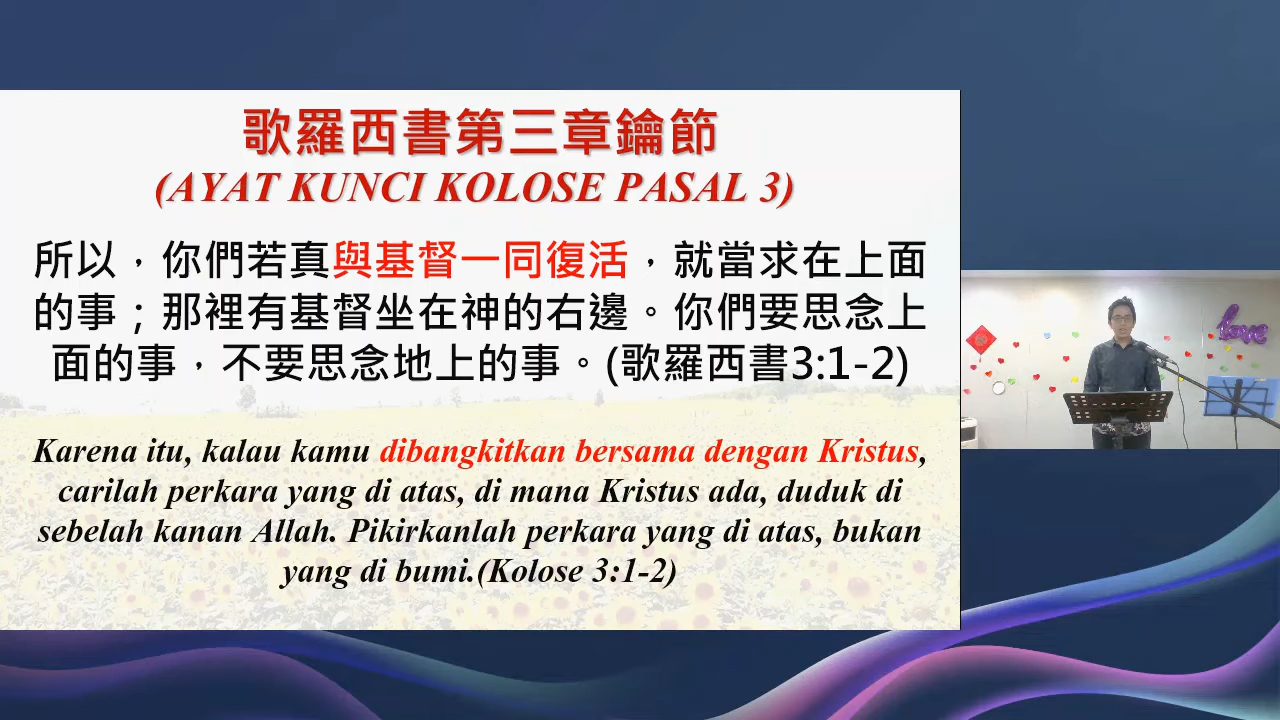 歌羅西書第三章鑰節
(AYAT KUNCI KOLOSE PASAL 3)
所以，你們若真與基督一同復活，就當求在上面
的事；那裡有基督坐在神的右邊。你們要思念上
面的事，不要思念地上的事。(歌羅西書3:1-2)
Karena itu, kalau kamu dibangkitkan bersama dengan Kristus,
carilah perkara yang di atas, di mana Kristus ada, duduk di
sebelah kanan Allah. Pikirkanlah perkara yang di atas, bukan
yang di bumi.(Kolose 3:1-2)
love